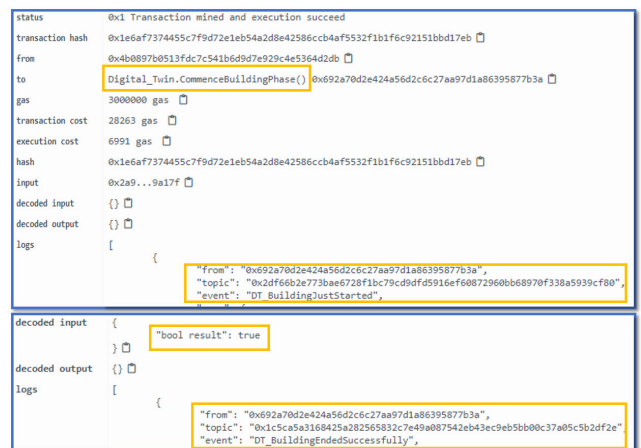 status 0x1 Transaction mined and execution succeed
transaction hash 0x1e6af7374455c7f9d72e1eb54a2d8e42586ccb4af5532f1b1f6c92151bbd17eb
from 0x4b0897b0513fdc7c541b6d9d7e929c4e5364d2db
to Digital_Twin.CommenceBuildingPhase() 0x692a70d2e424a56d2c6c27aa97d1a86395877b3a
gas 3000000 gas
transaction cost 28263 gas
execution cost 6991 gas
hash 0x1e6af7374455c7f9d72e1eb54a2d8e42586ccb4af5532f1b1f6c92151bbd17eb
input 0x2a9...9a17f
decoded input {}
decoded output {}
logs [
{
"from": "0x692a70d2e424a56d2c6c27aa97d1a86395877b3a",
"topic": "0x2df66b2e773bae6728f1bc79cd9dfd5916ef60872960bb68970f338a5939cf80",
"event": "DT_BuildingJustStarted",
decoded input {
"bool result": true
}
decoded output {}
logs [
{
"from": "0x692a70d2e424a56d2c6c27aa97d1a86395877b3a",
"topic": "0x1c5ca5a3168425a282565832c7e49a087542eb43ec9eb5bb00c37a05c5b2df2e"
"event": "DT_BuildingEndedSuccessfully",